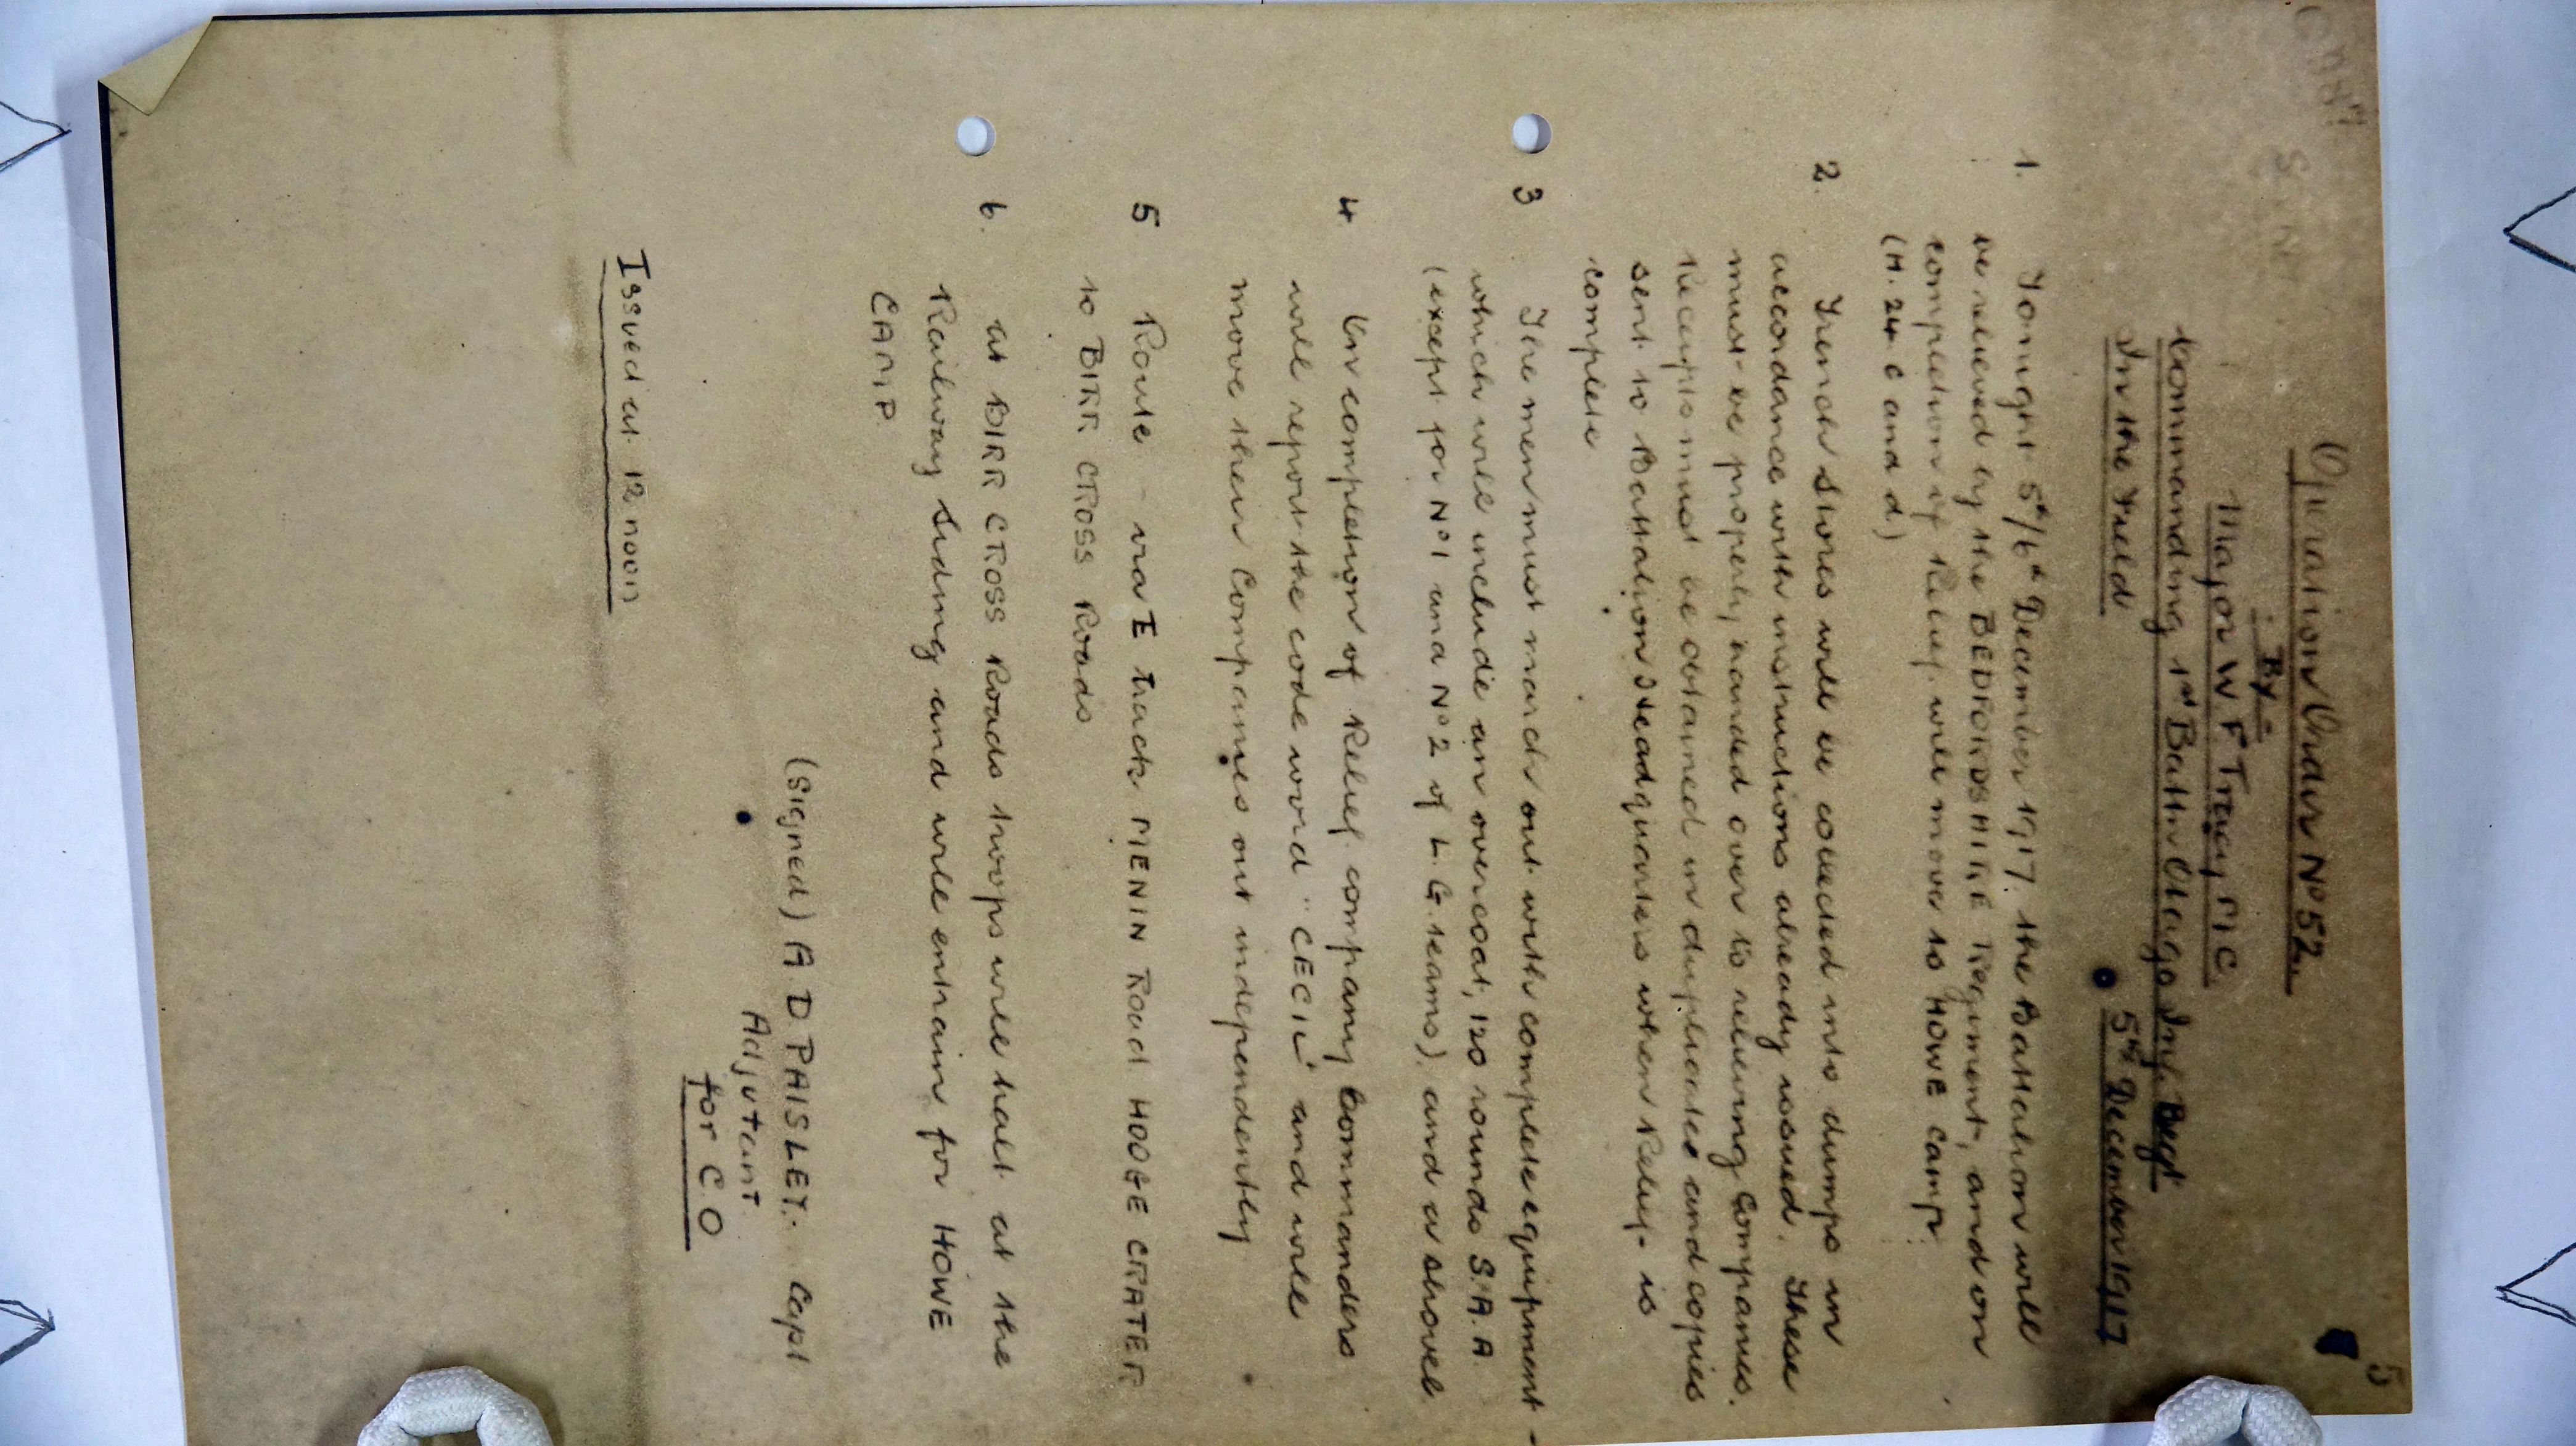 5
Operation Order No 52.
By:-
Major W F Tracy, M C.
Commanding 1st Battn Otago Inf. Regt
In the Field 5th December 1917
1. Tonight 5th/6th December 1917. the Battalion will
be relieved by the BEDFORDSHIRE Regiment, and on
completion of Relief, will move to HOWE Camp.
(H. 24 c and d)
2. Trench Stores will be collected into dumps in
accordance with instructions already issued. These
must be properly handed over to relieving Companies.
Receipts must be obtained in duplicate and copies
sent to Battalion Headquarters when Relief is
complete
3 The men must march out with complete equipment -
which will include an overcoat, 120 rounds S.A.A.
(except for No 1 and No 2 of L. G. teams), and a shovel
4. On completion of Relief company Commanders
will report the code word "CECIL" and will
move their Companies out independently
5 Route - via I track MENIN Road HOOGE CRATER
to BIRR CROSS Roads
6. At BIRR CROSS Roads troops will halt at the
Railway Siding and will entrain for HOWE
CAMP.
(Signed) A D PAISLEY. Capt
Adjutant
for C.O
Issued at 12 noon